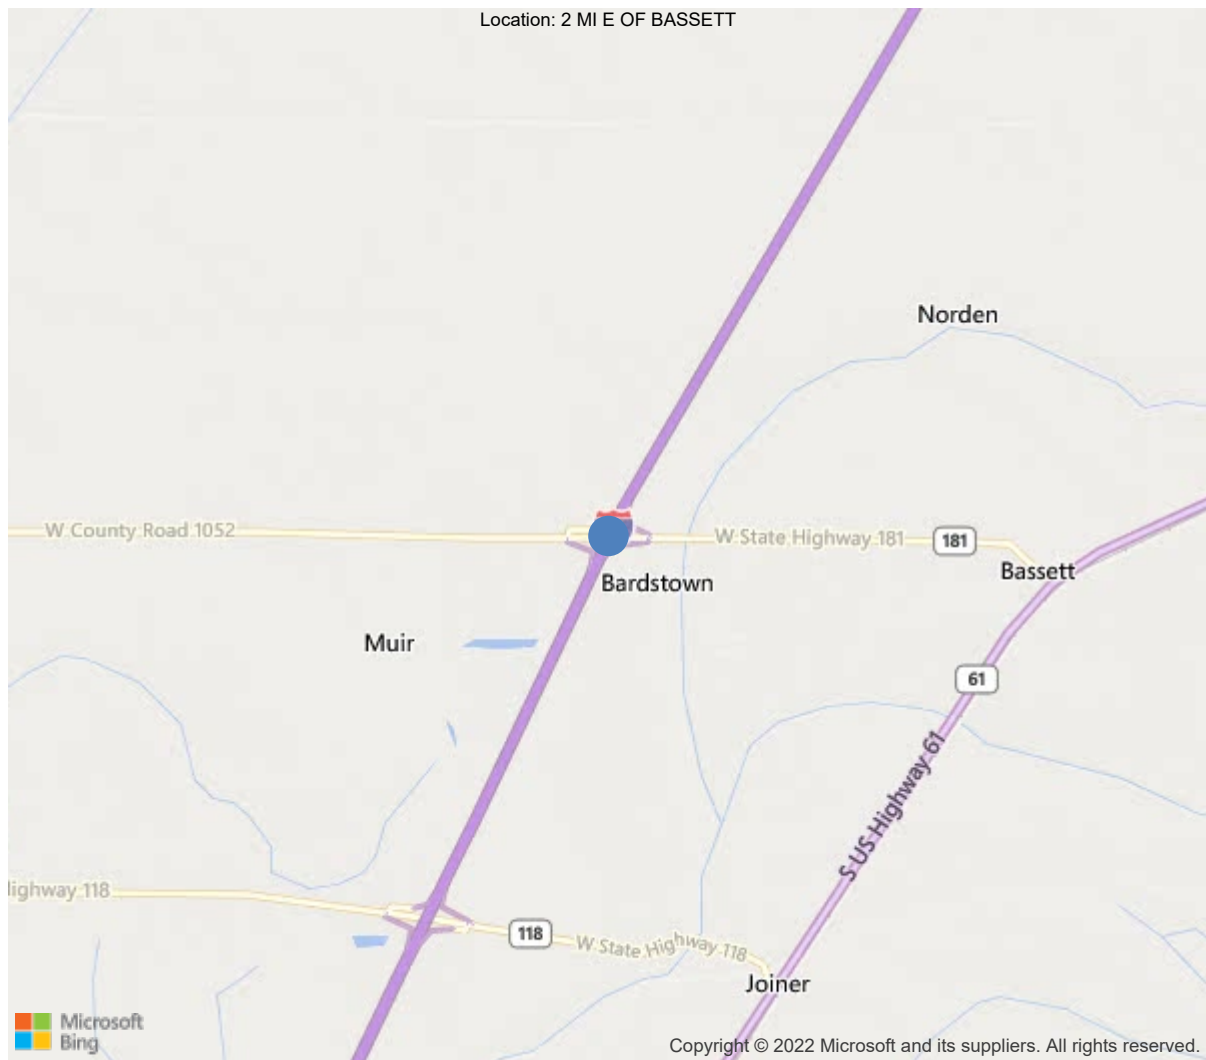 Location: 2 MI E OF BASSETT
Norden
W County Road 1052
W State Highway 181
181
Bassett
Bardstown
Muir
61
S US Highway 61
Highway 118
118
W State Highway 118
Joiner
Microsoft
Bing
Copyright © 2022 Microsoft and its suppliers. All rights reserved.